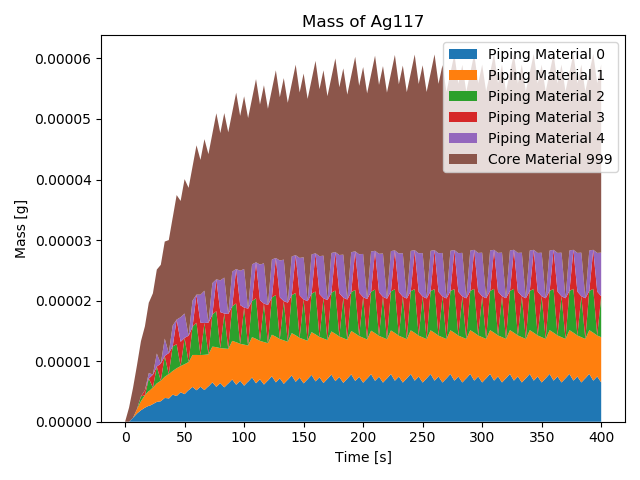 Mass of Ag117
Mass [g]
0.00006
0.00005
0.00004
0.00003
0.00002
0.00001
0.00000
Piping Material 0
Piping Material 1
Piping Material 2
Piping Material 3
Piping Material 4
Core Material 999
0 50 100 150 200 250 300 350 400
Time [s]